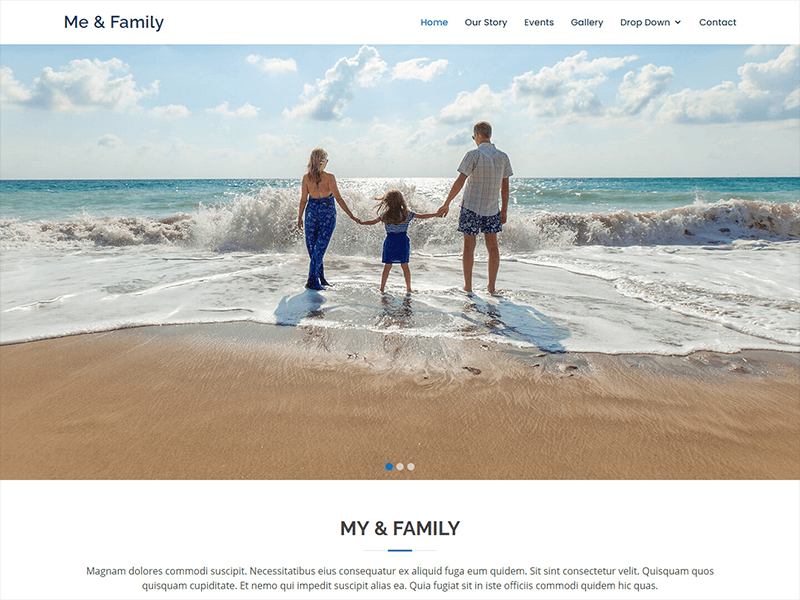 Me & Family
Home Our Story Events Gallery Drop Down Contact
MY & FAMILY
Magnam dolores commodi suscipit. Necessitatibus eius consequatur ex aliquid fuga eum quidem. Sit sint consectetur velit. Quisquam quos
quisquam cupiditate. Et nemo qui impedit suscipit alias ea. Quia fugiat sit in iste officiis commodi quidem hic quas.